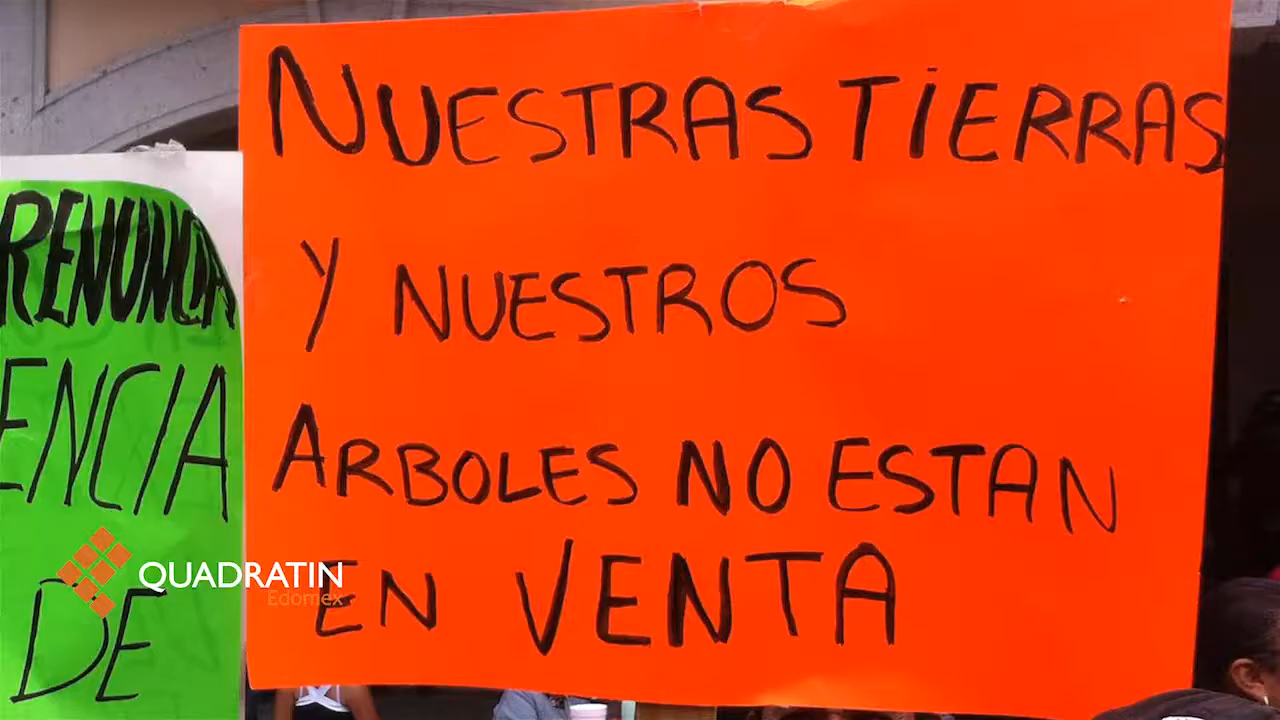 NUESTRAS TiERRAS
Y NUESTROS
ARBOLES NO ESTAN
EN VENTA
RENUNCIA
ENCIA
DE
QUADRATIN
Edomex